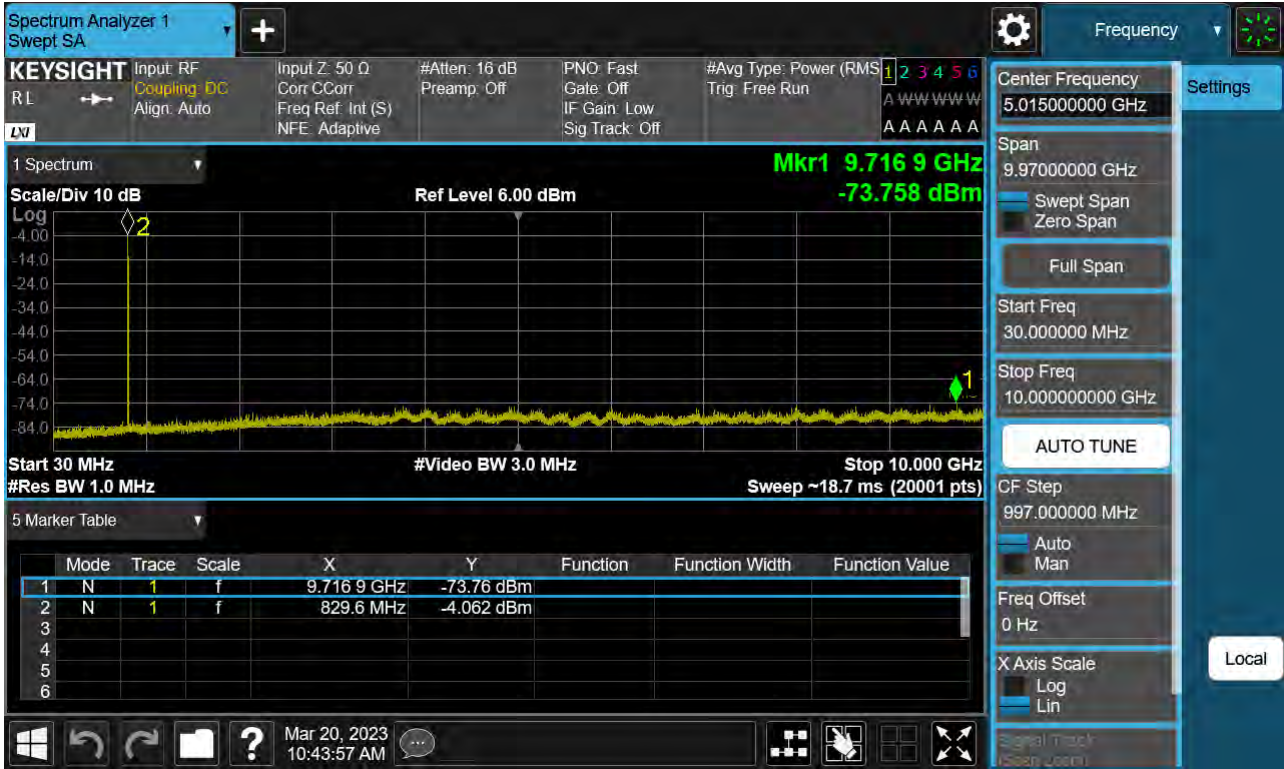 Spectrum Analyzer 1
Swept SA
Frequency
KEYSIGHT
R L
LXI
Input: RF
Coupling: DC
Align: Auto
Input Z: 50 Ω
Corr CCorr
Freq Ref: Int (S)
NFE: Adaptive
#Atten: 16 dB
Preamp: Off
PNO: Fast
Gate: Off
IF Gain: Low
Sig Track: Off
#Avg Type: Power (RMS
Trig: Free Run
1 2 3 4 5 6
A W W W W W
A A A A A A
1 Spectrum
Scale/Div 10 dB
Ref Level 6.00 dBm
Mkr1 9.716 9 GHz
-73.758 dBm
Log
-4.00
-14.0
-24.0
-34.0
-44.0
-54.0
-64.0
-74.0
-84.0
2
1
Start 30 MHz
#Video BW 3.0 MHz
Stop 10.000 GHz
#Res BW 1.0 MHz
Sweep ~18.7 ms (20001 pts)
5 Marker Table
Mode Trace Scale X Y Function Function Width Function Value
1 N 1 f 9.716 9 GHz -73.76 dBm
2 N 1 f 829.6 MHz -4.062 dBm
3
4
5
6
Mar 20, 2023
10:43:57 AM
Center Frequency
5.015000000 GHz
Span
9.97000000 GHz
Swept Span
Zero Span
Full Span
Start Freq
30.000000 MHz
Stop Freq
10.000000000 GHz
AUTO TUNE
CF Step
997.000000 MHz
Auto
Man
Freq Offset
0 Hz
X Axis Scale
Log
Lin
Signal Track
(Span Zoom)
Settings
Local